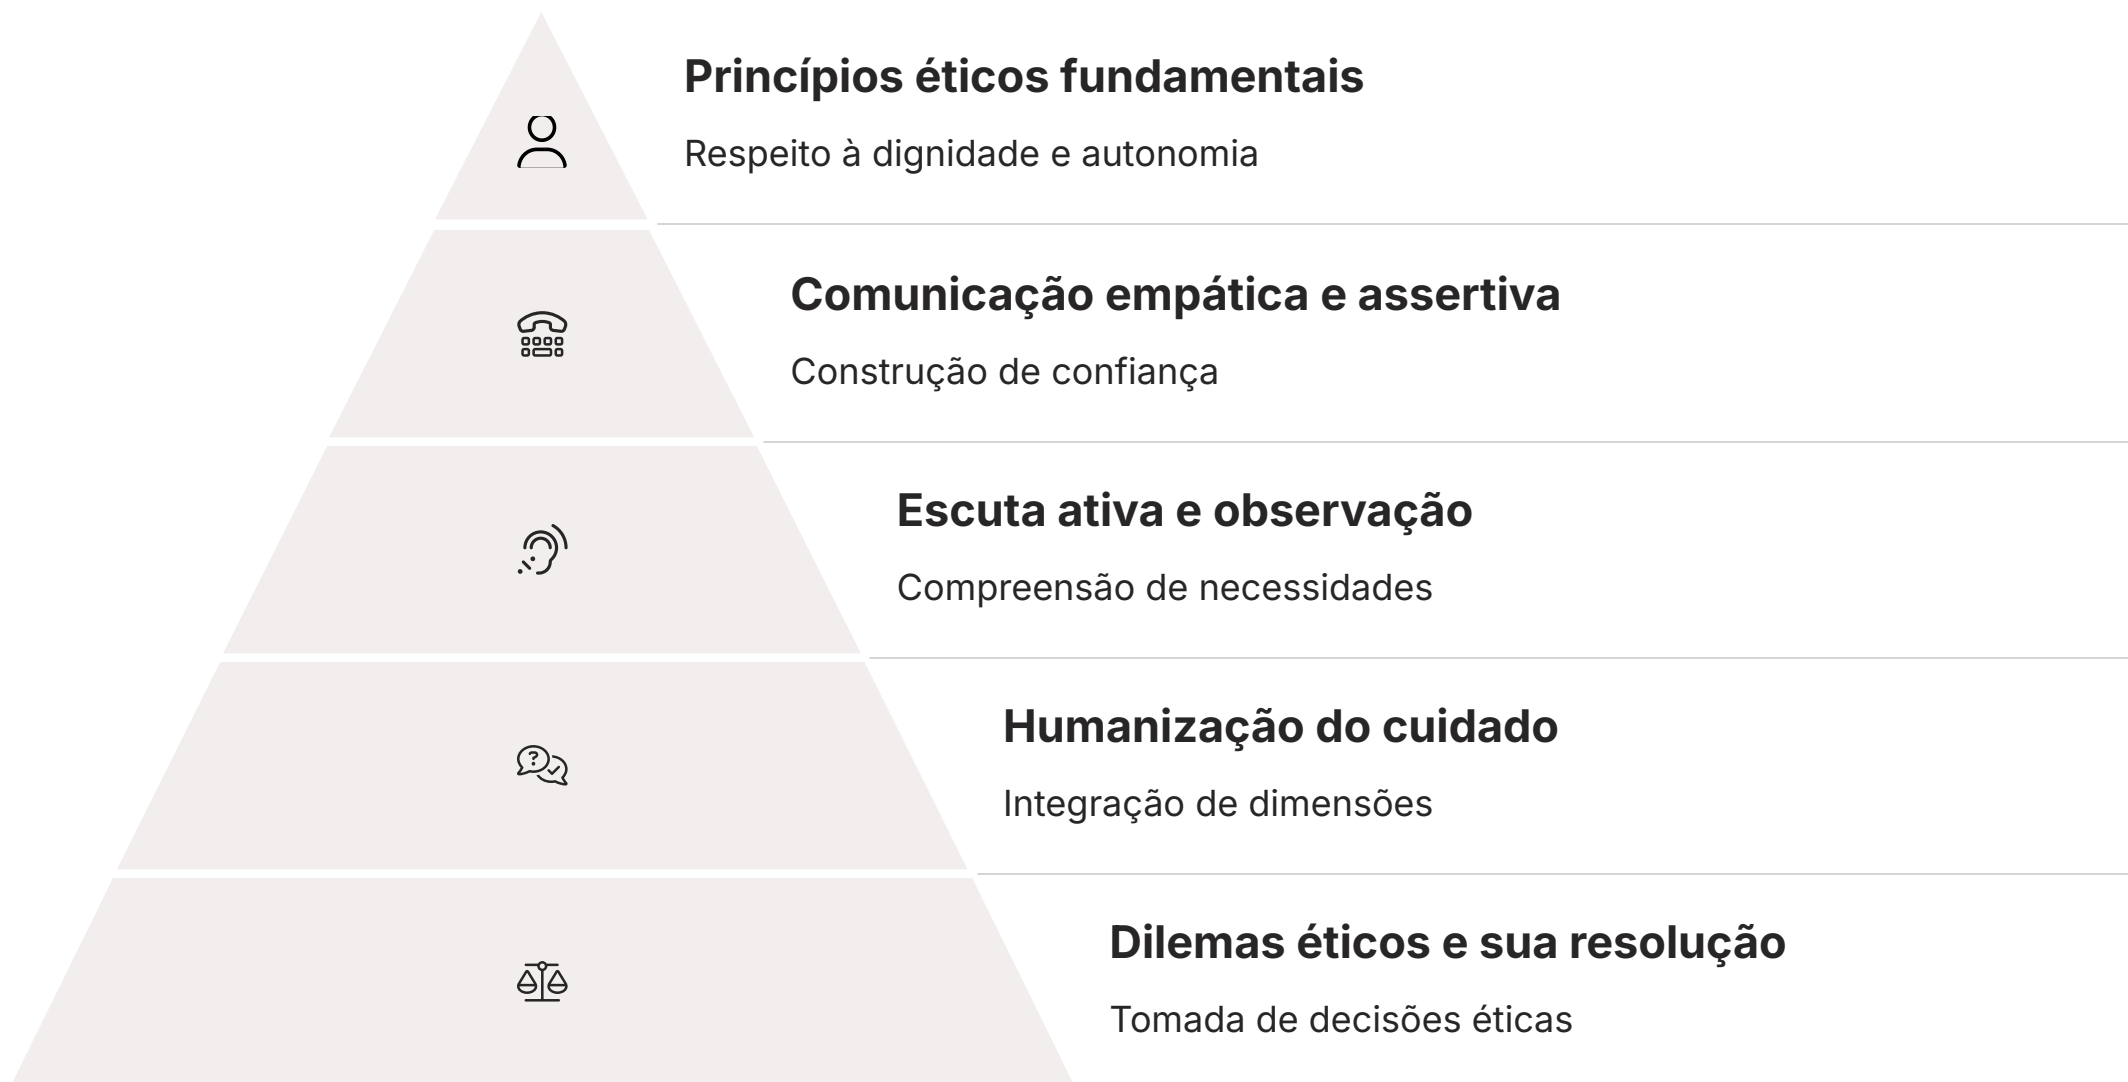 Princípios éticos fundamentais
Respeito à dignidade e autonomia
Comunicação empática e assertiva
Construção de confiança
Escuta ativa e observação
Compreensão de necessidades
Humanização do cuidado
Integração de dimensões
Dilemas éticos e sua resolução
Tomada de decisões éticas